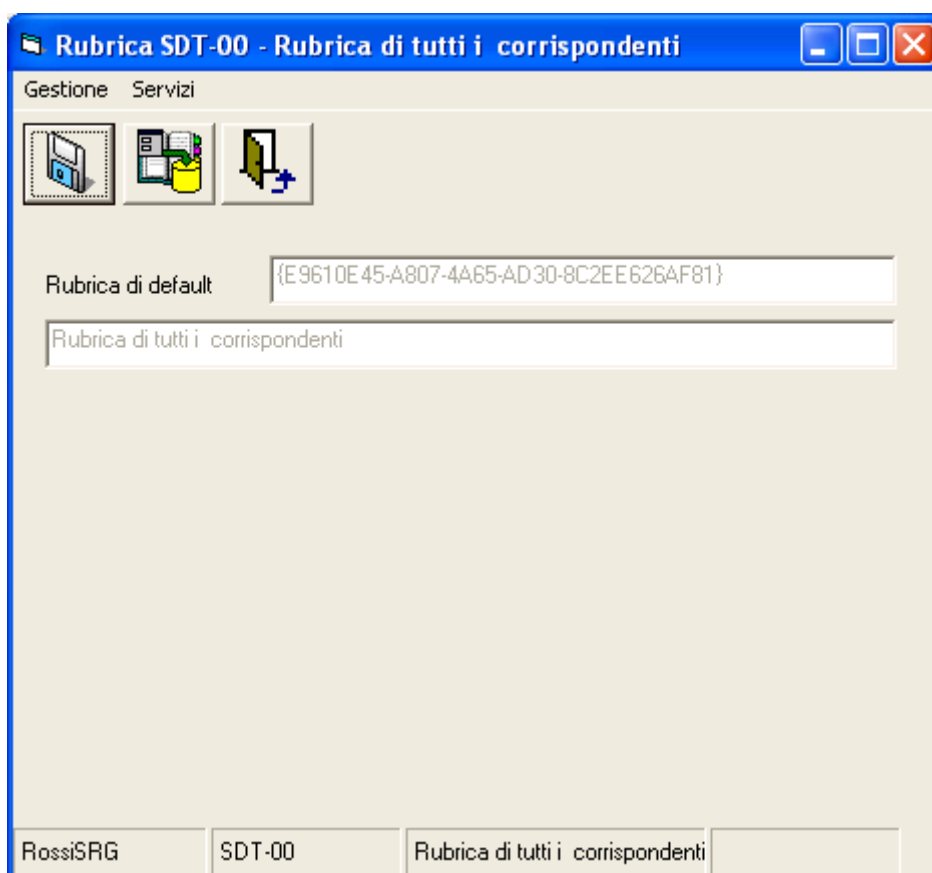 Rubrica SDT-00 - Rubrica di tutti i  corrispondenti
Gestione Servizi
Rubrica di default {E9610E45-A807-4A65-AD30-8C2EE626AF81}
Rubrica di tutti i  corrispondenti
RossiSRG SDT-00 Rubrica di tutti i  corrispondenti